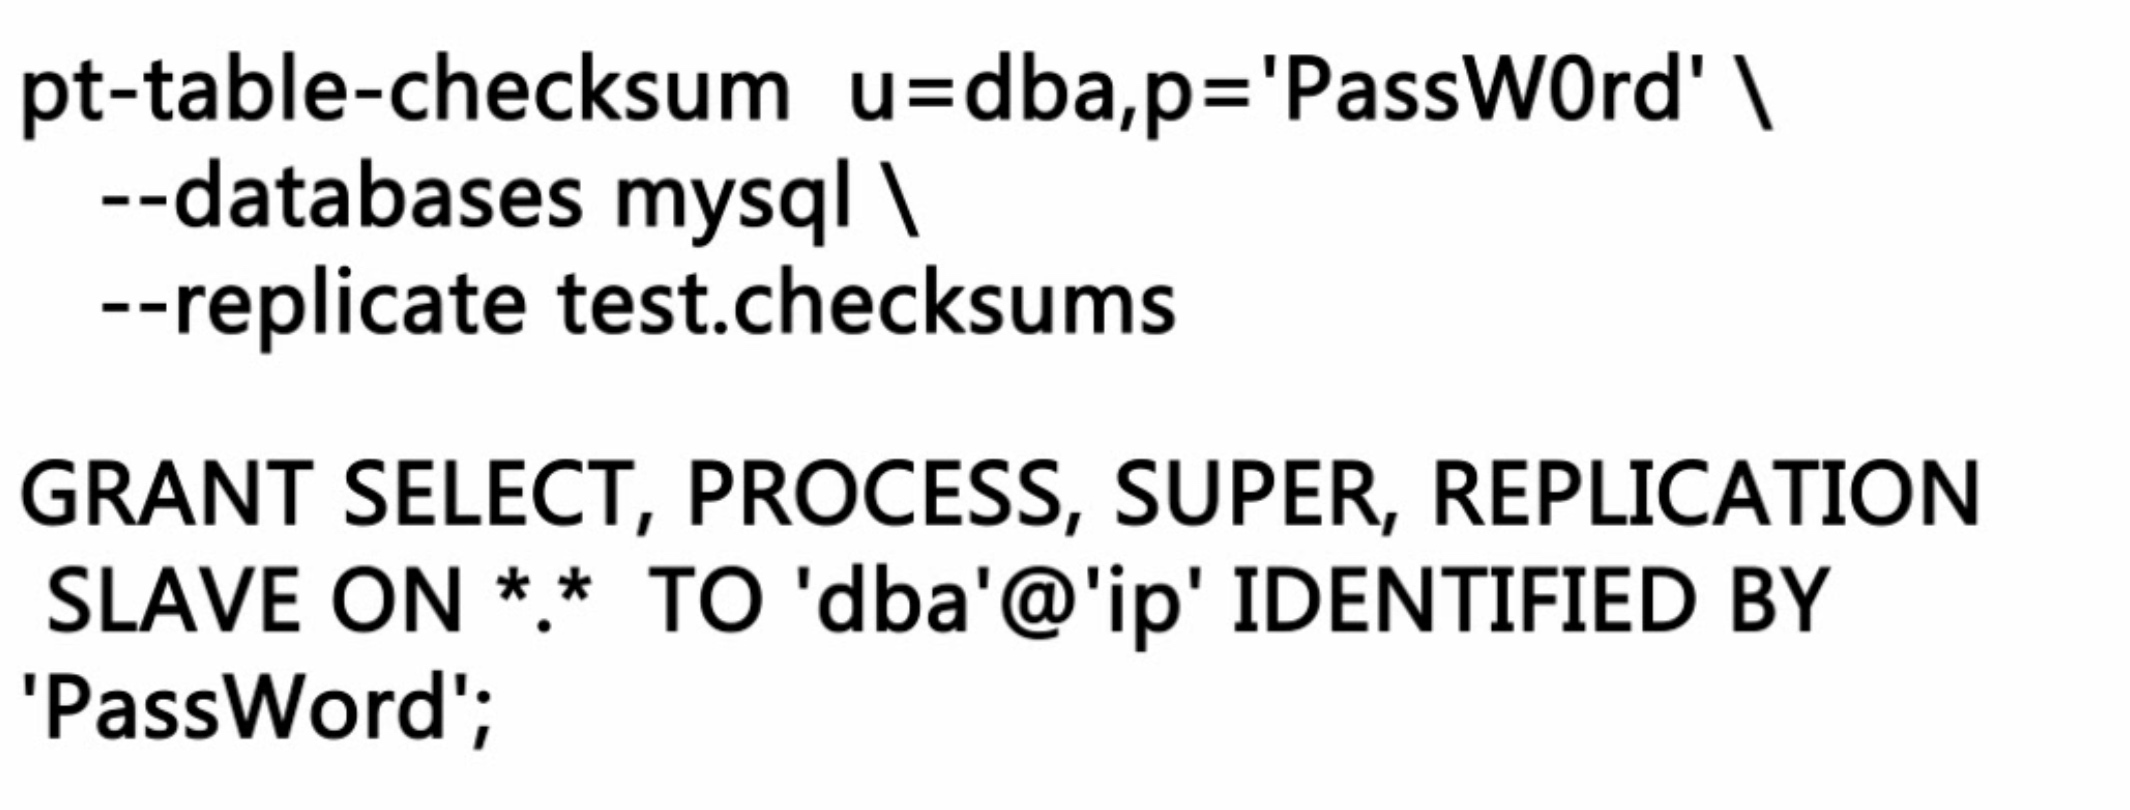 pt-table-checksum  u=dba,p='PassW0rd' \
   --databases mysql \
   --replicate test.checksums
GRANT SELECT, PROCESS, SUPER, REPLICATION
 SLAVE ON *.*  TO 'dba'@'ip' IDENTIFIED BY
'PassWord';